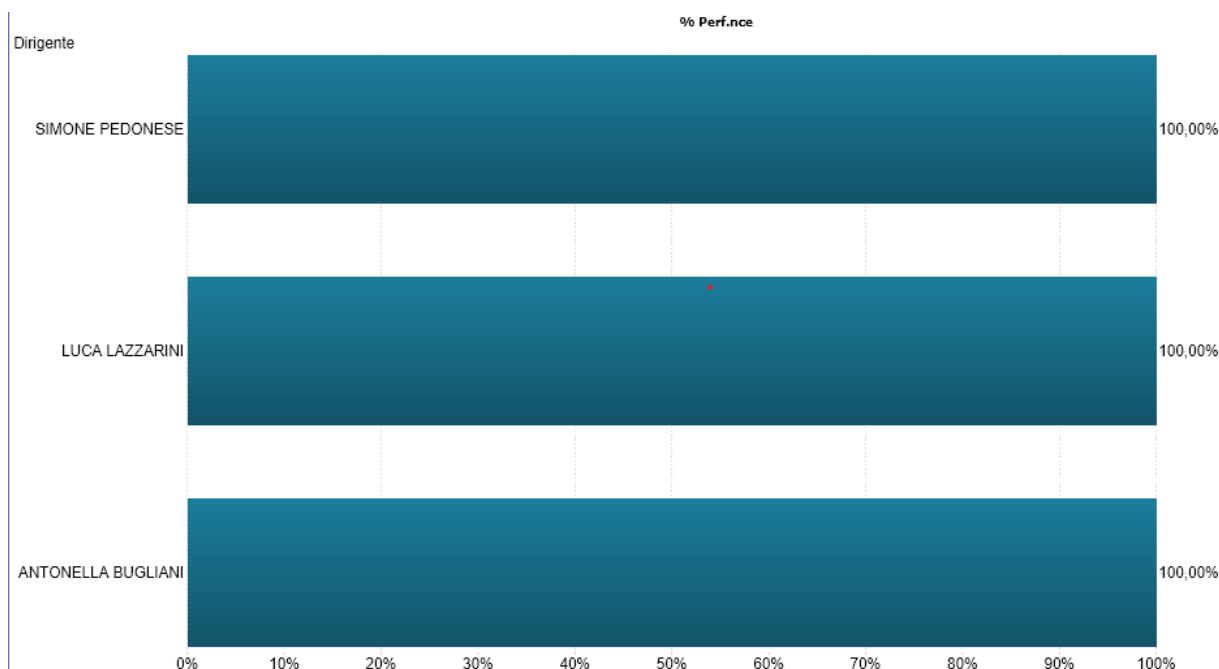 % Perf.nce
Dirigente
SIMONE PEDONESE
100,00%
LUCA LAZZARINI
100,00%
ANTONELLA BUGLIANI
100,00%
0% 10% 20% 30% 40% 50% 60% 70% 80% 90% 100%